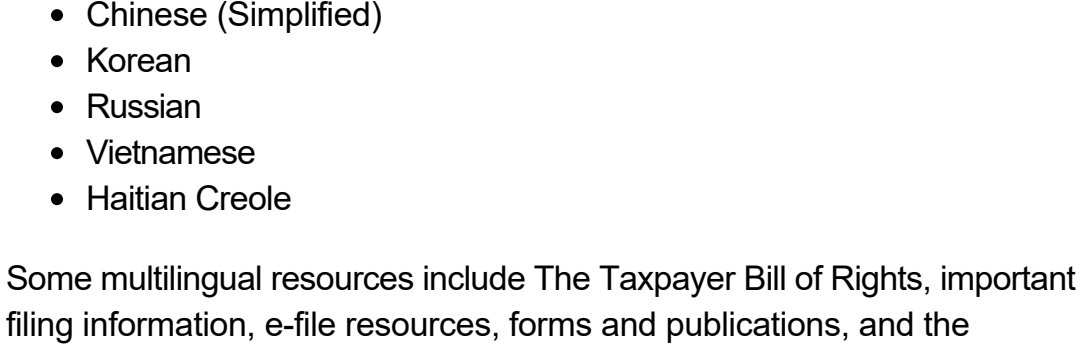 • Chinese (Simplified)
• Korean
• Russian
• Vietnamese
• Haitian Creole
Some multilingual resources include The Taxpayer Bill of Rights, important
filing information, e-file resources, forms and publications, and the